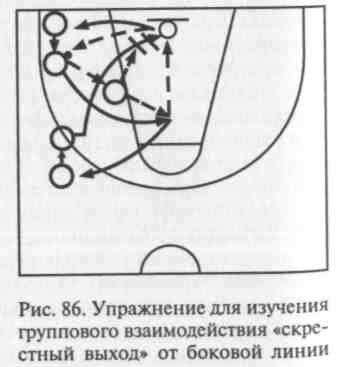 Рис. 86. Упражнение для изучения
группового взаимодействия «скре-
стный выход» от боковой линии